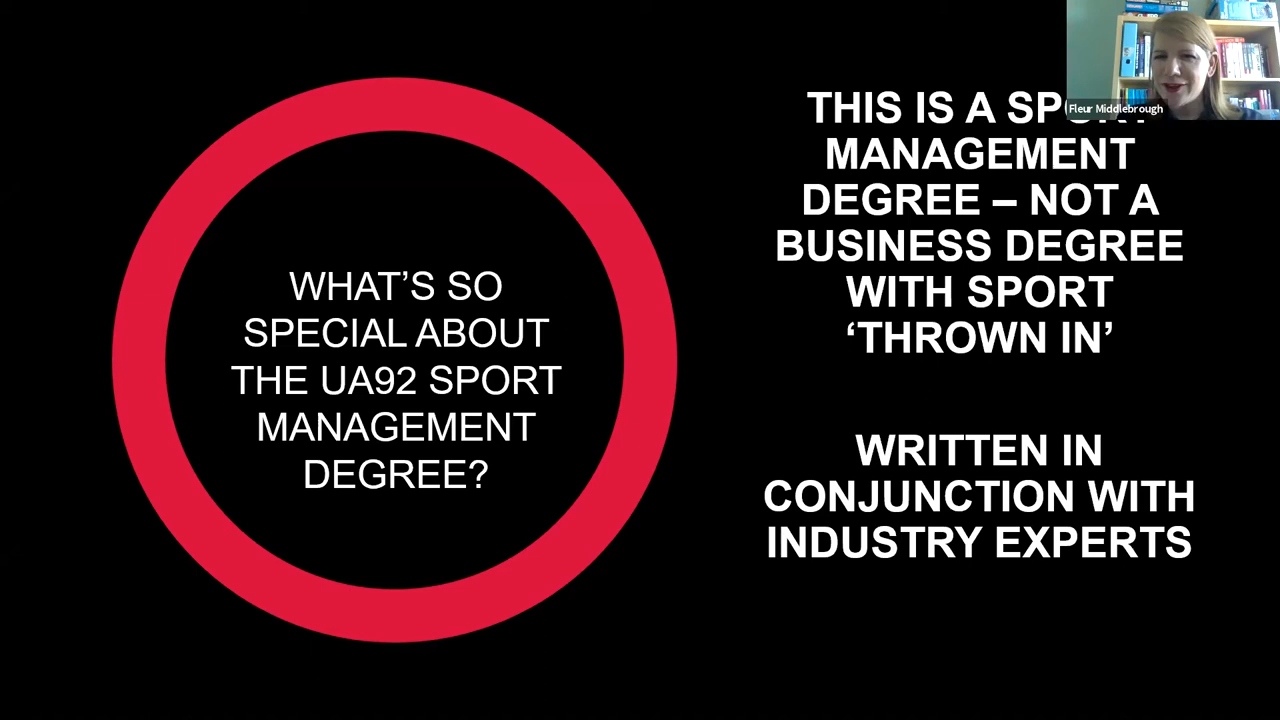 WHAT’S SO
SPECIAL ABOUT
THE UA92 SPORT
MANAGEMENT
DEGREE?
THIS IS A SPORT
MANAGEMENT
DEGREE – NOT A
BUSINESS DEGREE
WITH SPORT
‘THROWN IN’
WRITTEN IN
CONJUNCTION WITH
INDUSTRY EXPERTS
Fleur Middlebrough